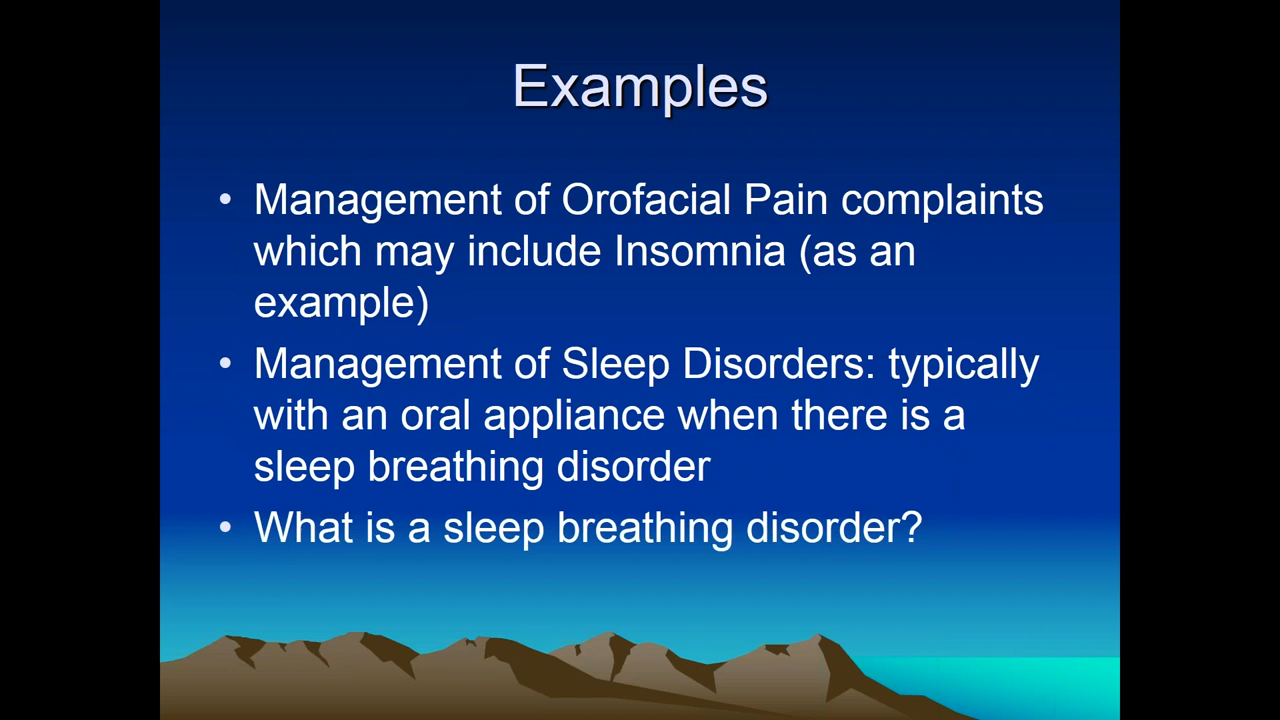 Examples
• Management of Orofacial Pain complaints
which may include Insomnia (as an
example)
• Management of Sleep Disorders: typically
with an oral appliance when there is a
sleep breathing disorder
• What is a sleep breathing disorder?